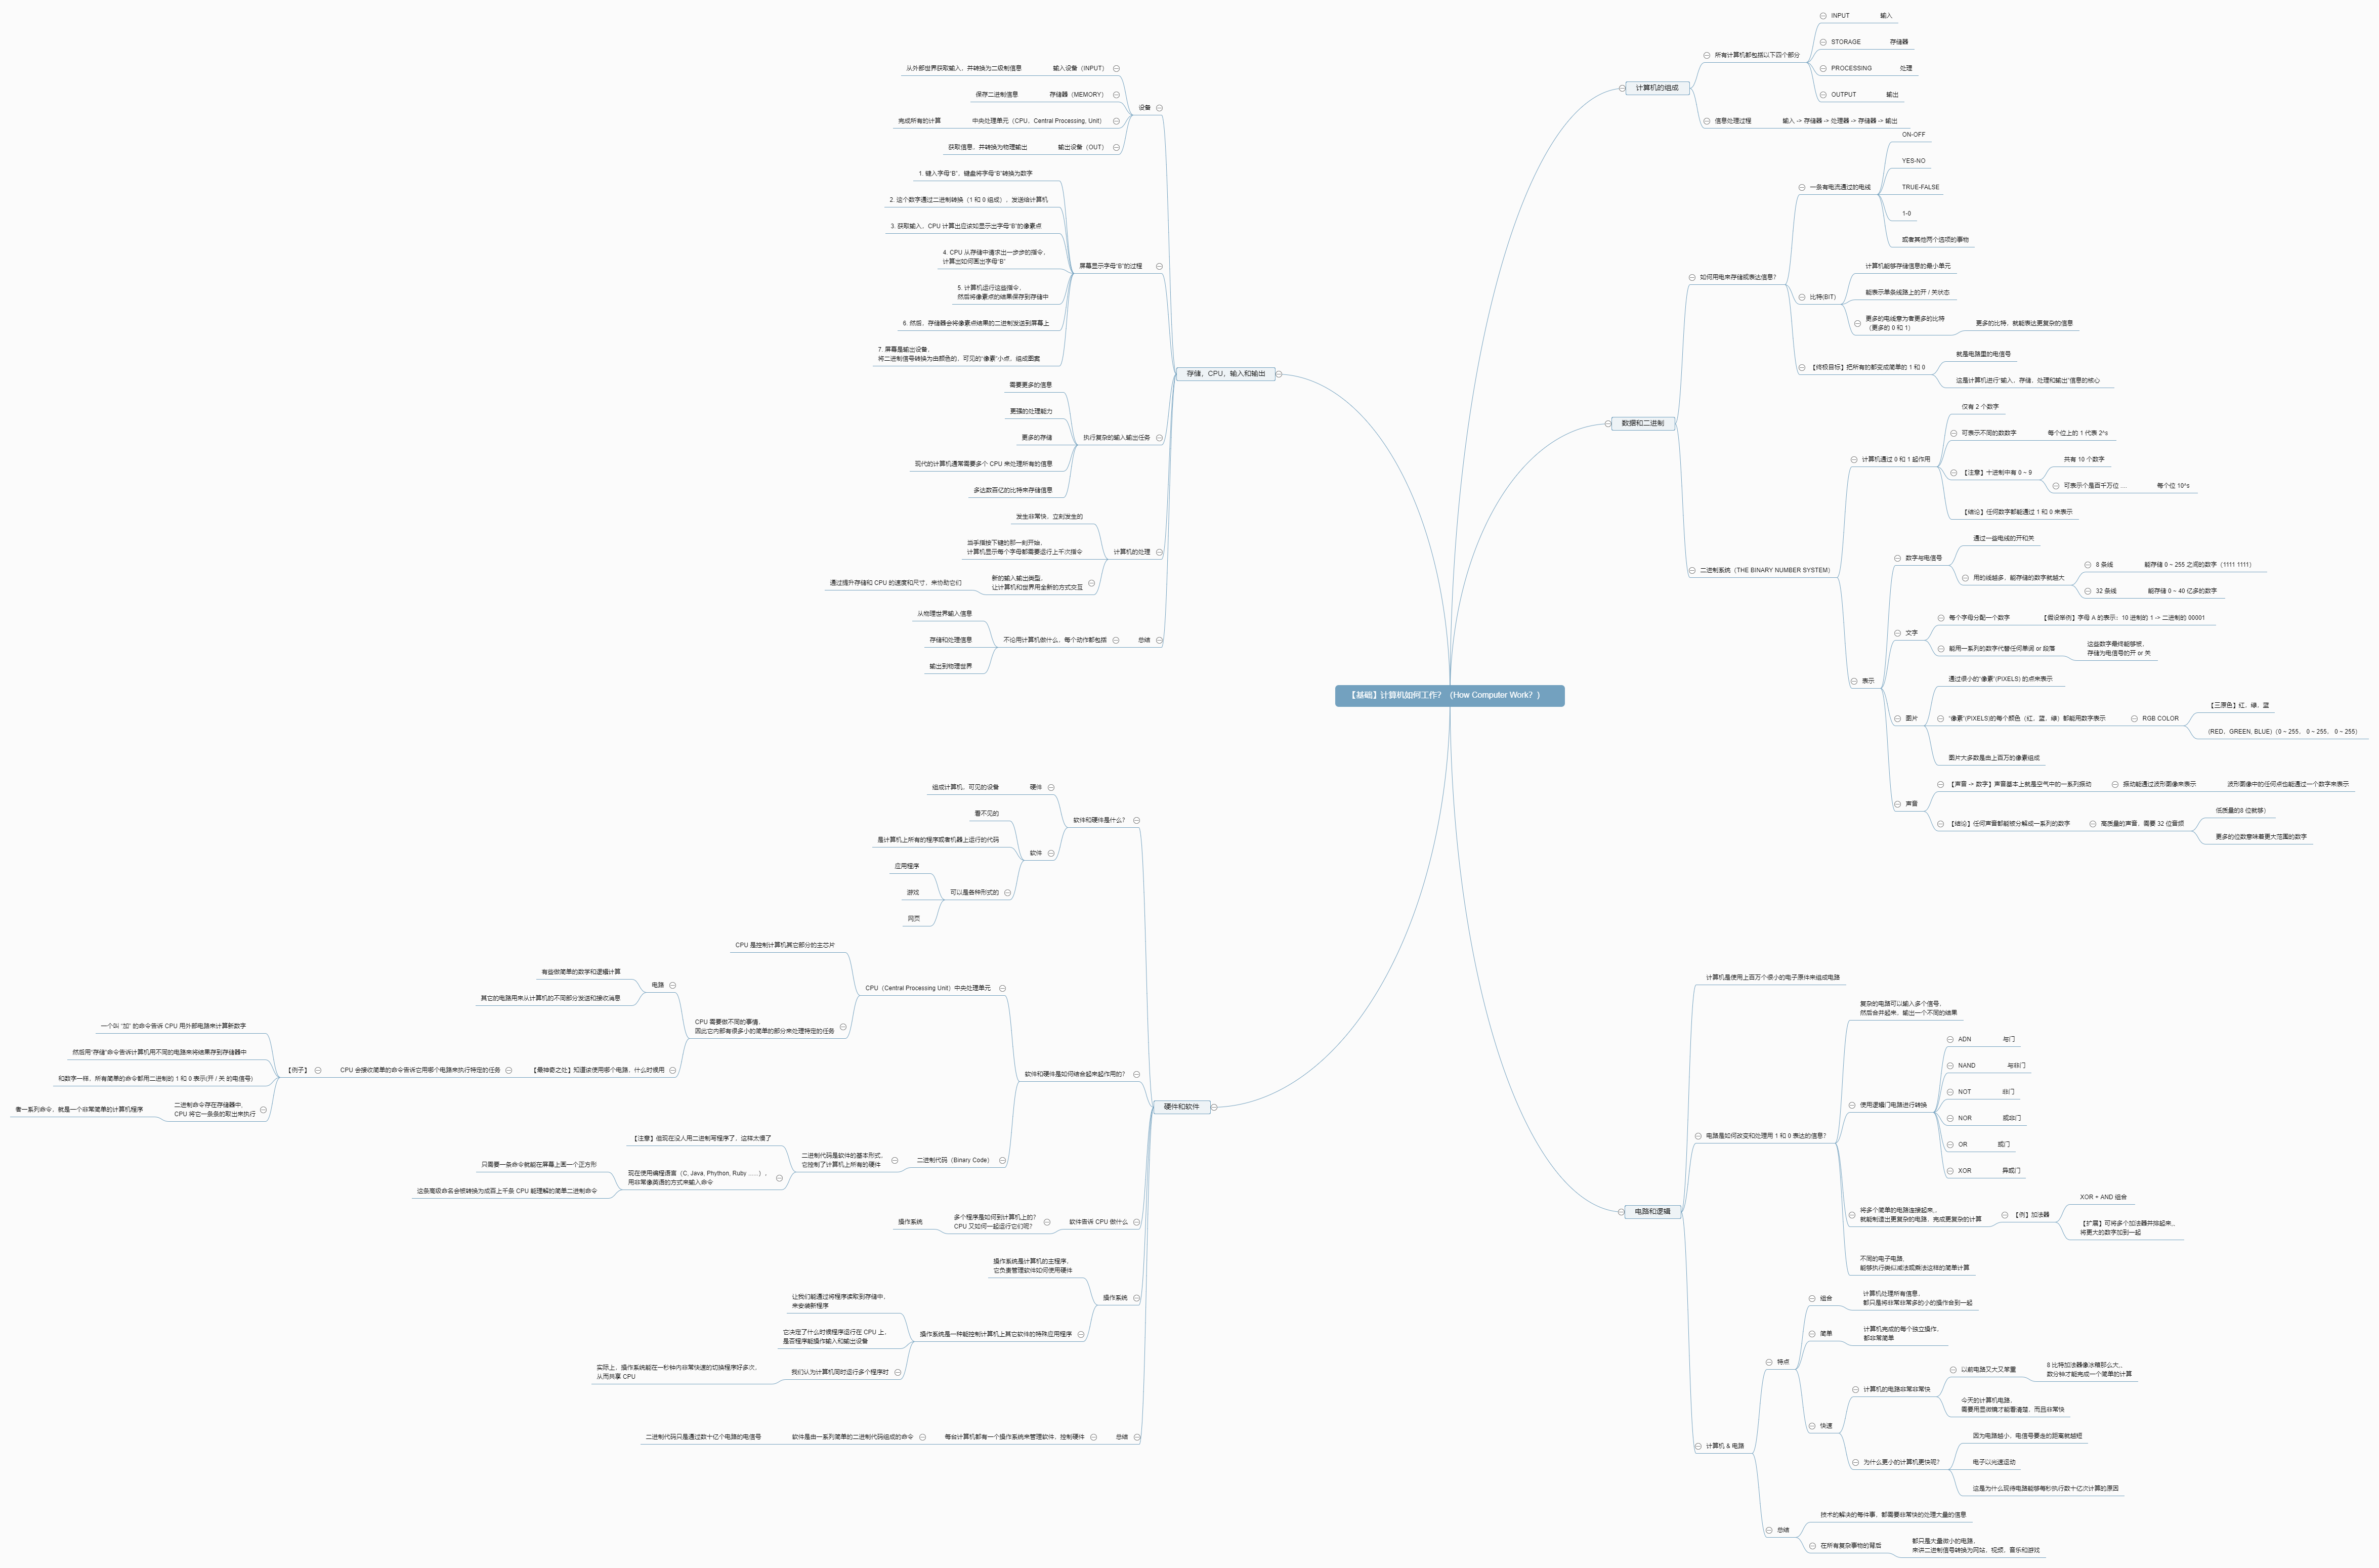 【基础】计算机如何工作？（How Computer Work？）
计算机的组成
所有计算机都包括以下四个部分
INPUT
输入
STORAGE
存储器
PROCESSING
处理
OUTPUT
输出
信息处理过程
输入 -> 存储器 -> 处理器 -> 存储器 -> 输出
数据和二进制
如何用电来存储或表达信息？
一条有电流通过的电线
ON-OFF
YES-NO
TRUE-FALSE
1-0
或者其他两个选项的事物
比特(BIT)
计算机能够存储信息的最小单元
能表示单条线路上的开 / 关状态
更多的电线意为着更多的比特
（更多的 0 和 1）
更多的比特，就能表达更复杂的信息
【终极目标】把所有的都变成简单的 1 和 0
就是电路里的电信号
这是计算机进行“输入，存储，处理和输出”信息的核心
二进制系统（THE BINARY NUMBER SYSTEM）
计算机通过 0 和 1 起作用
仅有 2 个数字
可表示不同的数数字
每个位上的 1 代表 2^s
【注意】十进制中有 0 ~ 9
共有 10 个数字
可表示个是百千万位 ....
每个位 10^s
【结论】任何数字都能通过 1 和 0 来表示
表示
数字与电信号
通过一些电线的开和关
用的线越多，能存储的数字就越大
8 条线
能存储 0 ~ 255 之间的数字（1111 1111）
32 条线
能存储 0 ~ 40 亿多的数字
文字
每个字母分配一个数字
【假设举例】字母 A 的表示：10 进制的 1 -> 二进制的 00001
能用一系列的数字代替任何单词 or 段落
这些数字最终能够被，
存储为电信号的开 or 关
图片
通过很小的“像素”(PIXELS) 的点来表示
“像素”(PIXELS)的每个颜色（红，蓝，绿）都能用数字表示
RGB COLOR
【三原色】红，绿，蓝
(RED，GREEN, BLUE)（0 ~ 255， 0 ~ 255， 0 ~ 255）
图片大多数是由上百万的像素组成
声音
【声音 -> 数字】声音基本上就是空气中的一系列振动
振动能通过波形图像来表示
波形图像中的任何点也能通过一个数字来表示
【结论】任何声音都能被分解成一系列的数字
高质量的声音，需要 32 位音频
低质量的8 位就够）
更多的位数意味着更大范围的数字
电路和逻辑
计算机是使用上百万个很小的电子原件来组成电路
电路是如何改变和处理用 1 和 0 表达的信息？
复杂的电路可以输入多个信号，
然后合并起来，输出一个不同的结果
使用逻辑门电路进行转换
ADN
与门
NAND
与非门
NOT
非门
NOR
或非门
OR
或门
XOR
异或门
将多个简单的电路连接起来，，
就能制造出更复杂的电路，完成更复杂的计算
【例】加法器
XOR + AND 组合
【扩展】可将多个加法器并排起来，，
将更大的数字加到一起
不同的电子电路，
能够执行类似减法或乘法这样的简单计算
计算机 & 电路
特点
组合
计算机处理所有信息，
都只是将非常非常多的小的操作合到一起
简单
计算机完成的每个独立操作，
都非常简单
快速
计算机的电路非常非常快
以前电路又大又笨重
8 比特加法器像冰箱那么大，，
数分钟才能完成一个简单的计算
今天的计算机电路，
需要用显微镜才能看清楚，而且非常快
为什么更小的计算机更快呢？
因为电路越小，电信号要走的距离就越短
电子以光速运动
这是为什么现待电路能够每秒执行数十亿次计算的原因
总结
技术的解决的每件事，都需要非常快的处理大量的信息
在所有复杂事物的背后
都只是大量微小的电路，
来讲二进制信号转换为网站，视频，音乐和游戏
存储，CPU，输入和输出
设备
输入设备（INPUT）
从外部世界获取输入，并转换为二级制信息
存储器（MEMORY）
保存二进制信息
中央处理单元（CPU，Central Processing, Unit）
完成所有的计算
输出设备（OUT）
获取信息，并转换为物理输出
屏幕显示字母“B”的过程
1. 键入字母“B”，键盘将字母“B”转换为数字
2. 这个数字通过二进制转换（1 和 0 组成），发送给计算机
3. 获取输入，CPU 计算出应该如显示出字母“B”的像素点
4. CPU 从存储中请求出一步步的指令，
计算出如何画出字母“B”
5. 计算机运行这些指令，
然后将像素点的结果保存到存储中
6. 然后，存储器会将像素点结果的二进制发送到屏幕上
7. 屏幕是输出设备，
将二进制信号转换为由颜色的，可见的“像素”小点，组成图案
执行复杂的输入输出任务
需要更多的信息
更强的处理能力
更多的存储
现代的计算机通常需要多个 CPU 来处理所有的信息
多达数百亿的比特来存储信息
计算机的处理
发生非常快，立刻发生的
当手指按下键的那一刻开始，
计算机显示每个字母都需要运行上千次指令
新的输入输出类型，
让计算机和世界用全新的方式交互
通过提升存储和 CPU 的速度和尺寸，来协助它们
总结
不论用计算机做什么，每个动作都包括
从物理世界输入信息
存储和处理信息
输出到物理世界
硬件和软件
软件和硬件是什么？
硬件
组成计算机，可见的设备
软件
看不见的
是计算机上所有的程序或者机器上运行的代码
可以是各种形式的
应用程序
游戏
网页
软件和硬件是如何结合起来起作用的？
CPU（Central Processing Unit）中央处理单元
CPU 是控制计算机其它部分的主芯片
CPU 需要做不同的事情，
因此它内部有很多小的简单的部分来处理特定的任务
电路
有些做简单的数学和逻辑计算
其它的电路用来从计算机的不同部分发送和接收消息
【最神奇之处】知道该使用哪个电路，什么时候用
CPU 会接收简单的命令告诉它用哪个电路来执行特定的任务
【例子】
一个叫 “加” 的命令告诉 CPU 用外部电路来计算新数字
然后用“存储”命令告诉计算机用不同的电路来将结果存到存储器中
和数字一样，所有简单的命令都用二进制的 1 和 0 表示(开 / 关 的电信号)
二进制命令存在存储器中，
CPU 将它一条条的取出来执行
着一系列命令，就是一个非常简单的计算机程序
二进制代码（Binary Code）
二进制代码是软件的基本形式，
它控制了计算机上所有的硬件
【注意】但现在没人用二进制写程序了，这样太慢了
现在使用编程语言（C, Java, Phython, Ruby ……），
用非常像英语的方式来输入命令
只需要一条命令就能在屏幕上画一个正方形
这条高级命名会被转换为成百上千条 CPU 能理解的简单二进制命令
软件告诉 CPU 做什么
多个程序是如何到计算机上的？
CPU 又如何一起运行它们呢？
操作系统
操作系统
操作系统是计算机的主程序，
它负责管理软件如何使用硬件
操作系统是一种能控制计算机上其它软件的特殊应用程序
让我们能通过将程序读取到存储中，
来安装新程序
它决定了什么时候程序运行在 CPU 上，
是否程序能操作输入和输出设备
我们认为计算机同时运行多个程序时
实际上，操作系统能在一秒钟内非常快速的切换程序好多次，
从而共享 CPU
总结
每台计算机都有一个操作系统来管理软件，控制硬件
软件是由一系列简单的二进制代码组成的命令
二进制代码只是通过数十亿个电路的电信号